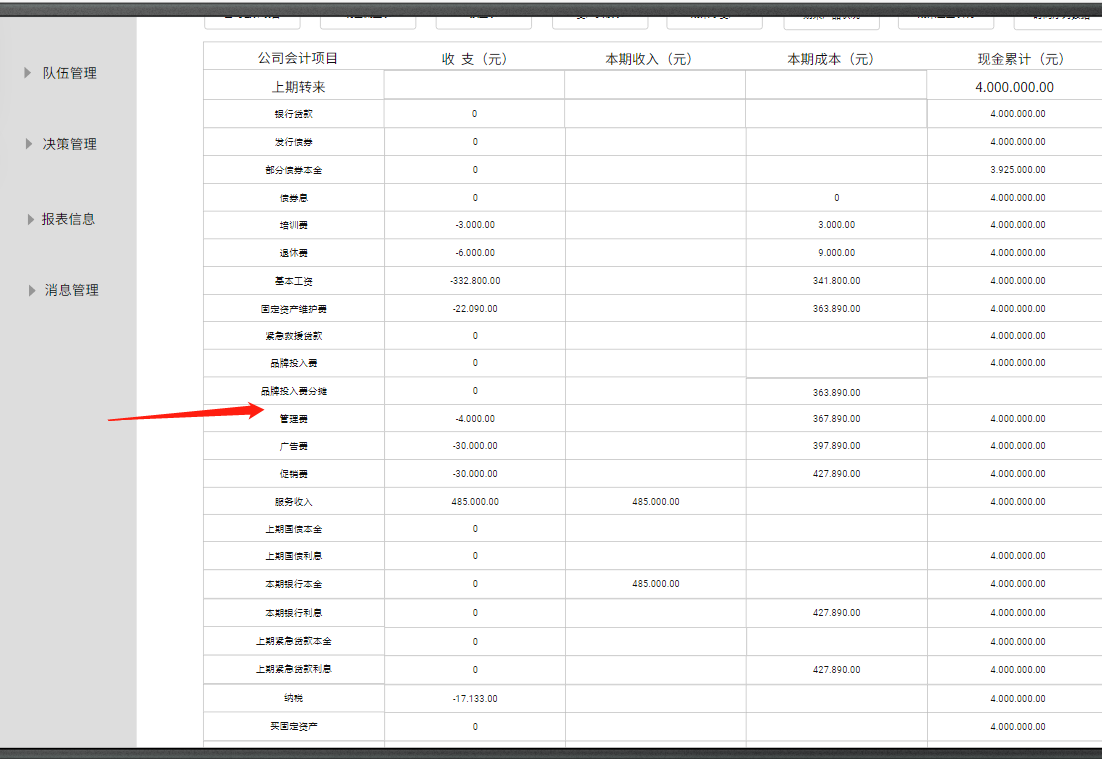 队伍管理
决策管理
报表信息
消息管理
公司会计项目 收 支（元） 本期收入（元） 本期成本（元） 现金累计（元）
上期转来 4.000.000.00
银行贷款 0 4.000.000.00
发行债券 0 4.000.000.00
部分债券本金 0 3.925.000.00
债券息 0 0 4.000.000.00
培训费 -3.000.00 3.000.00 4.000.000.00
退休费 -6.000.00 9.000.00 4.000.000.00
基本工资 -332.800.00 341.800.00 4.000.000.00
固定资产维护费 -22.090.00 363.890.00 4.000.000.00
紧急救援贷款 0 4.000.000.00
品牌投入费 0 4.000.000.00
品牌投入费分摊 0 363.890.00
管理费 -4.000.00 367.890.00 4.000.000.00
广告费 -30.000.00 397.890.00 4.000.000.00
促销费 -30.000.00 427.890.00 4.000.000.00
服务收入 485.000.00 485.000.00 4.000.000.00
上期国债本金 0
上期国债利息 0 4.000.000.00
本期银行本金 0 485.000.00 4.000.000.00
本期银行利息 0 427.890.00 4.000.000.00
上期紧急贷款本金 0 4.000.000.00
上期紧急贷款利息 0 427.890.00 4.000.000.00
纳税 -17.133.00 4.000.000.00
买固定资产 0 4.000.000.00